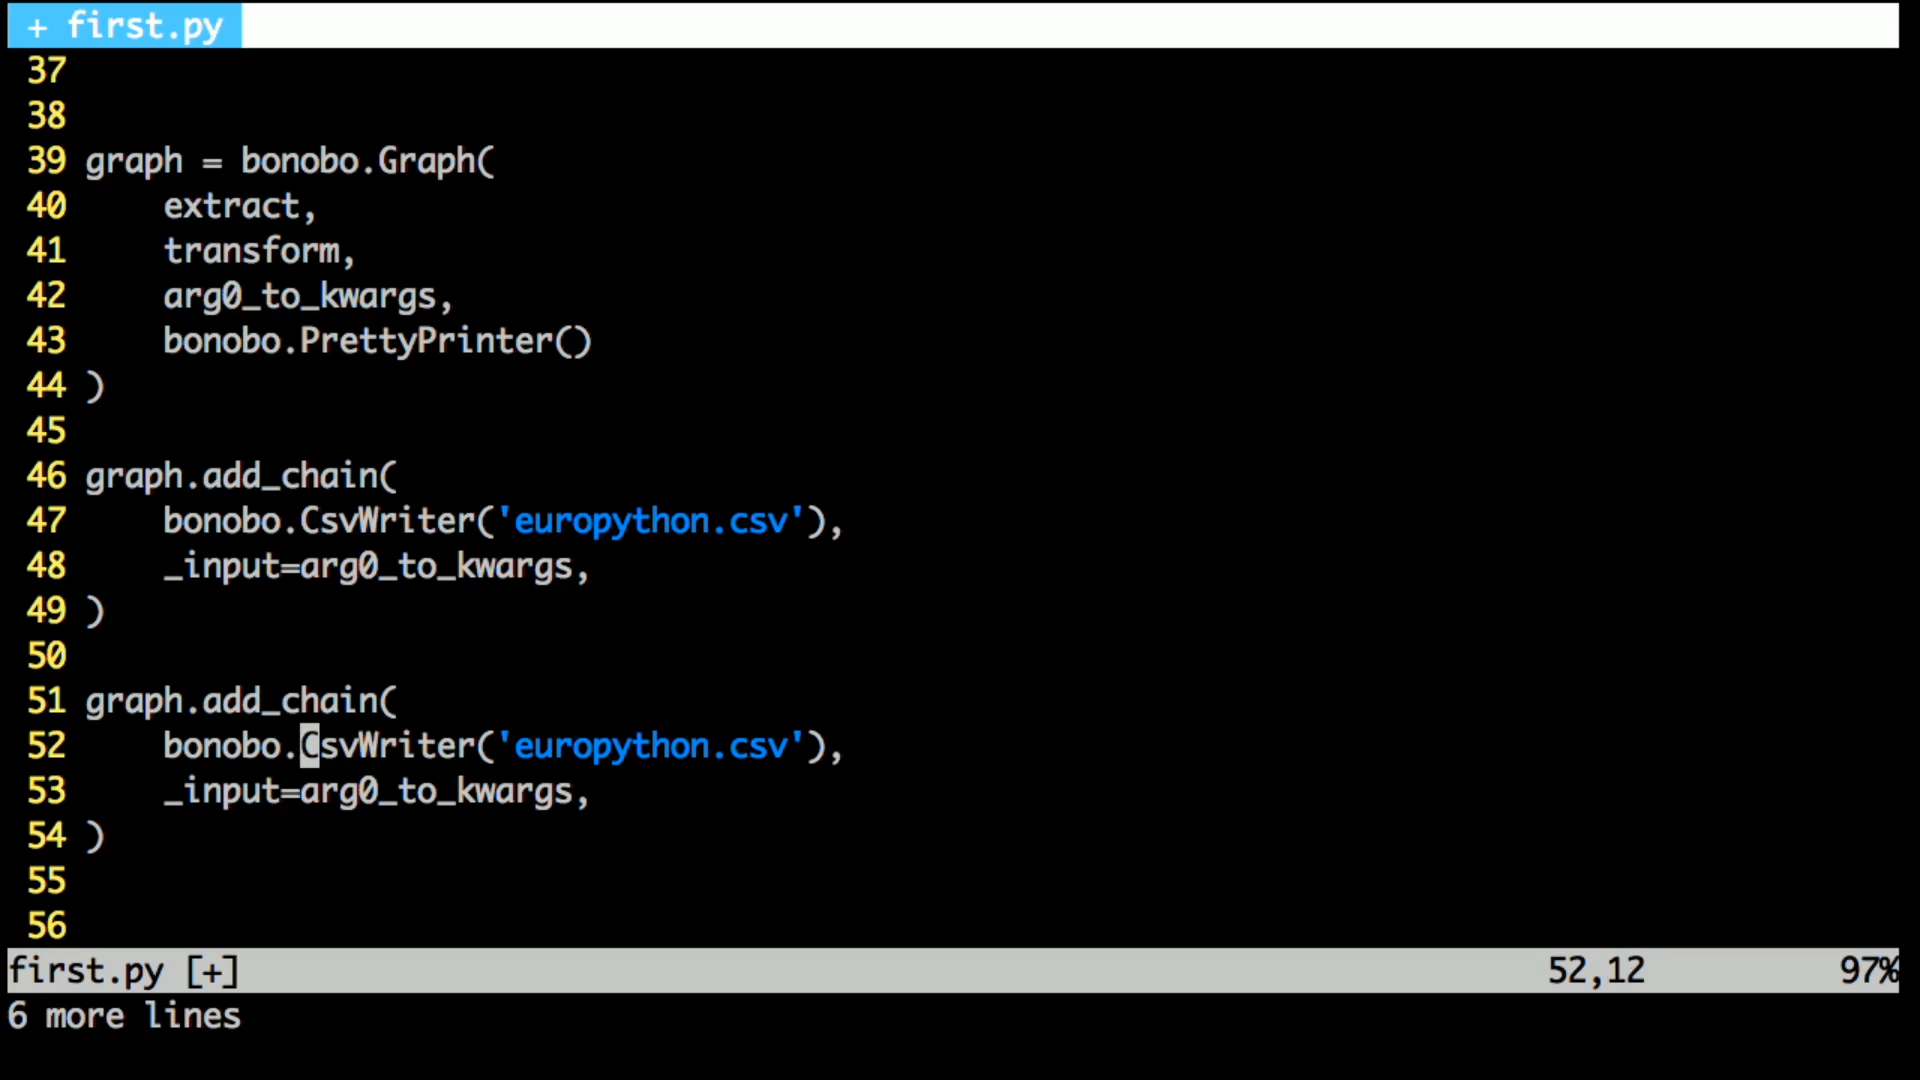 + first.py
37
38
39 graph = bonobo.Graph(
40     extract,
41     transform,
42     arg0_to_kwargs,
43     bonobo.PrettyPrinter()
44 )
45
46 graph.add_chain(
47     bonobo.CsvWriter('europython.csv'),
48     _input=arg0_to_kwargs,
49 )
50
51 graph.add_chain(
52     bonobo.CsvWriter('europython.csv'),
53     _input=arg0_to_kwargs,
54 )
55
56
first.py [+] 52,12 97%
6 more lines